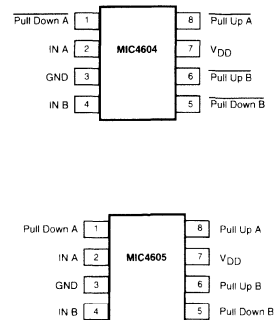 Pull Down A 1 8 Pull Up A
IN A 2 MIC4604 7 VDD
GND 3 6 Pull Up B
IN B 4 5 Pull Down B
Pull Down A 1 8 Pull Up A
IN A 2 MIC4605 7 VDD
GND 3 6 Pull Up B
IN B 4 5 Pull Down B